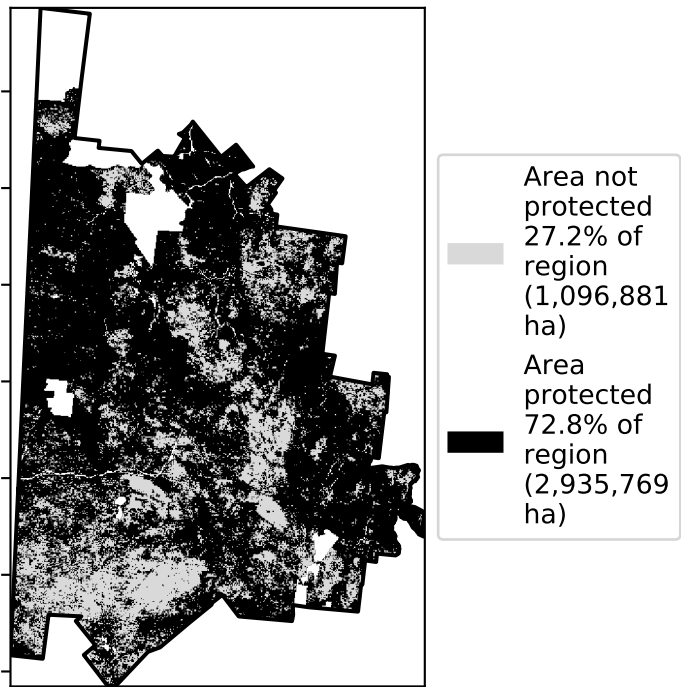 Area not
protected
27.2% of
region
(1,096,881
ha)
Area
protected
72.8% of
region
(2,935,769
ha)